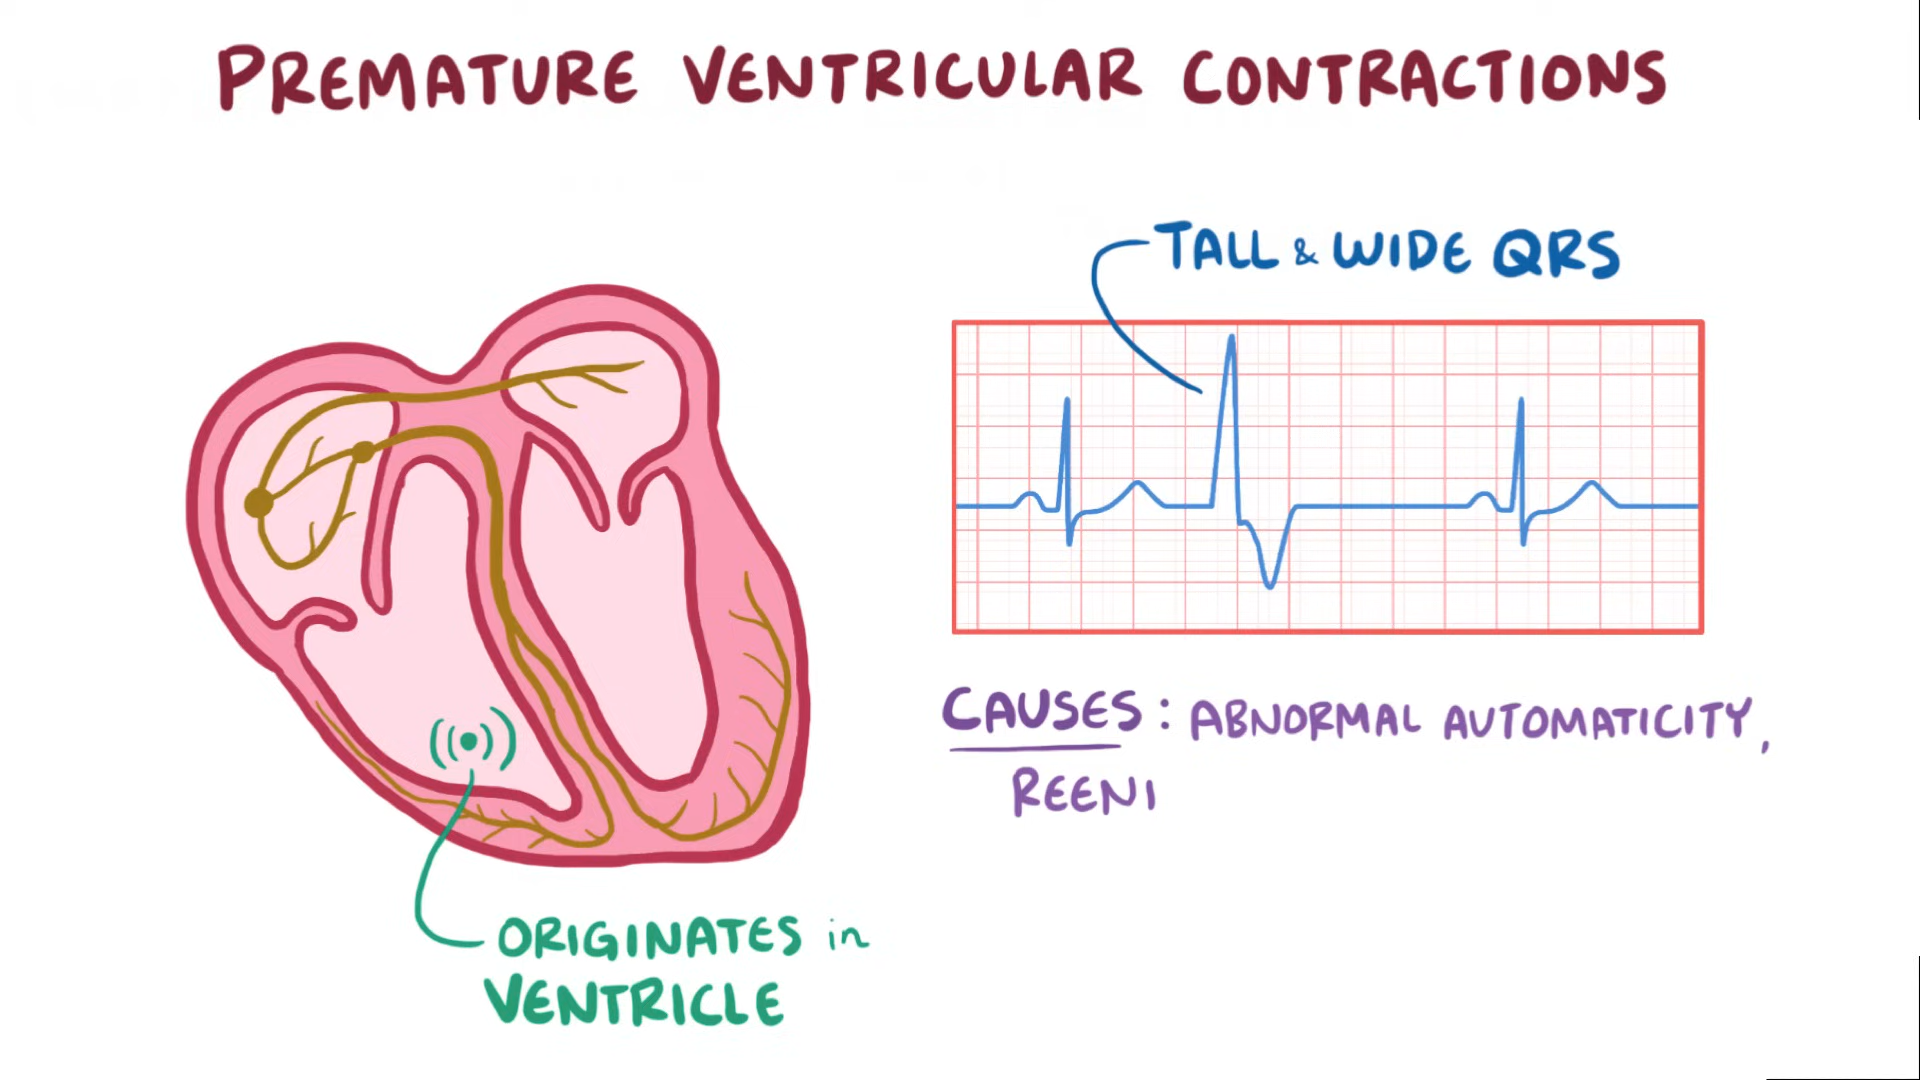 PREMATURE VENTRICULAR CONTRACTIONS
TALL & WIDE QRS
CAUSES: ABNORMAL AUTOMATICITY,
REENI
ORIGINATES in
VENTRICLE